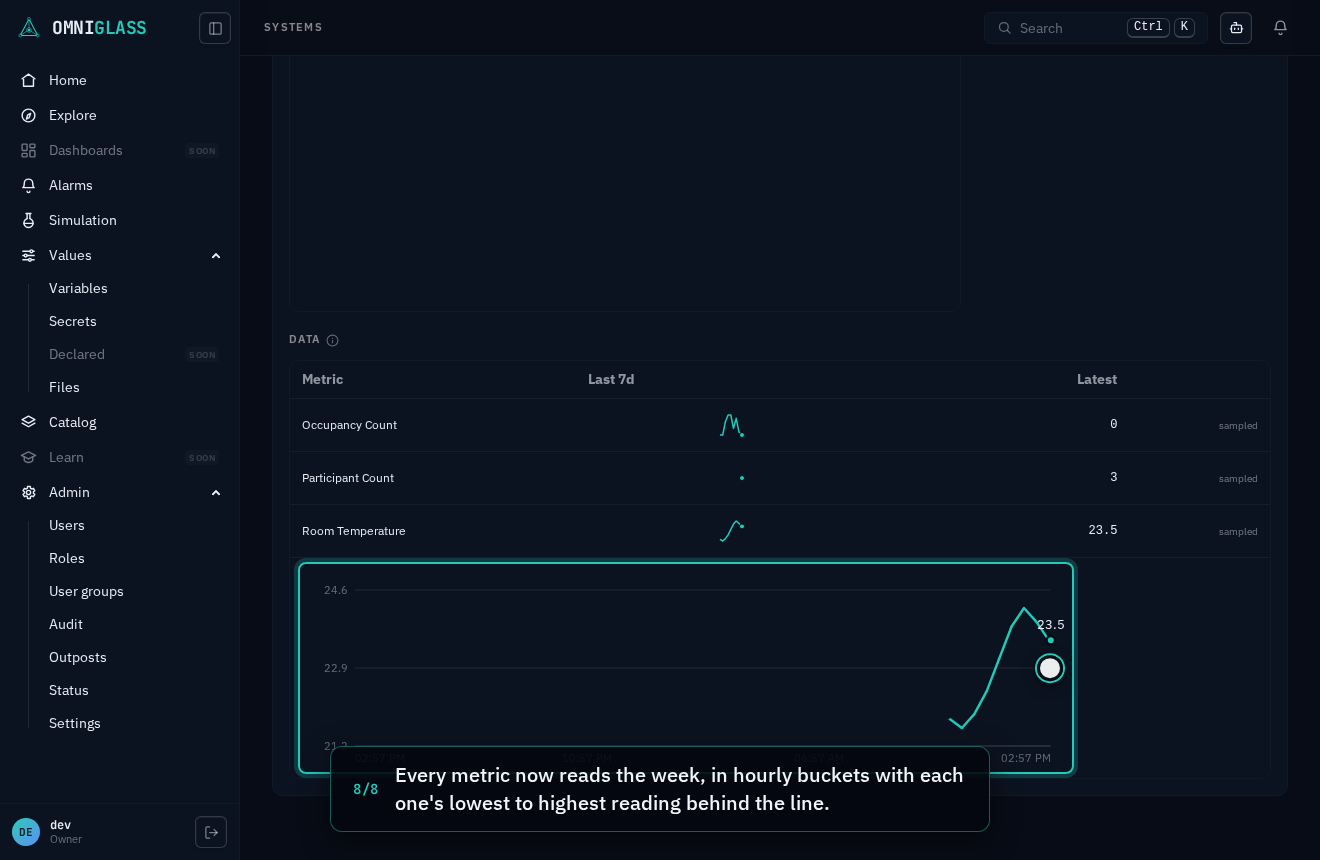 OMNIGLASS
SYSTEMS
Search
Ctrl
K
Home
Explore
Dashboards
SOON
Alarms
Simulation
Values
Variables
Secrets
Declared
SOON
Files
Catalog
Learn
SOON
Admin
Users
Roles
User groups
Audit
Outposts
Status
Settings
DE
dev
Owner
DATA
Metric
Last 7d
Latest
Occupancy Count
0
sampled
Participant Count
3
sampled
Room Temperature
23.5
sampled
24.6
23.5
22.9
02:57 PM
8/8
Every metric now reads the week, in hourly buckets with each
one's lowest to highest reading behind the line.